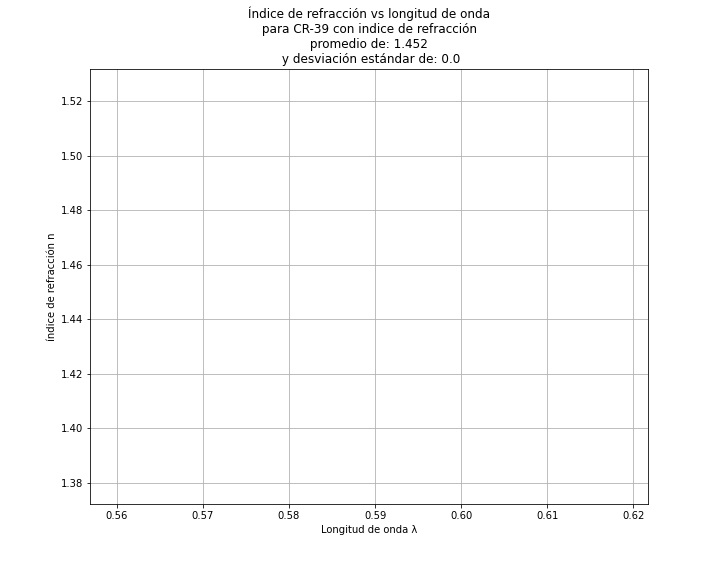 Índice de refracción vs longitud de onda
para CR-39 con indice de refracción
promedio de: 1.452
y desviación estándar de: 0.0
1.52
1.50
1.48
1.46
1.44
1.42
1.40
1.38
índice de refracción n
0.56 0.57 0.58 0.59 0.60 0.61 0.62
Longitud de onda λ